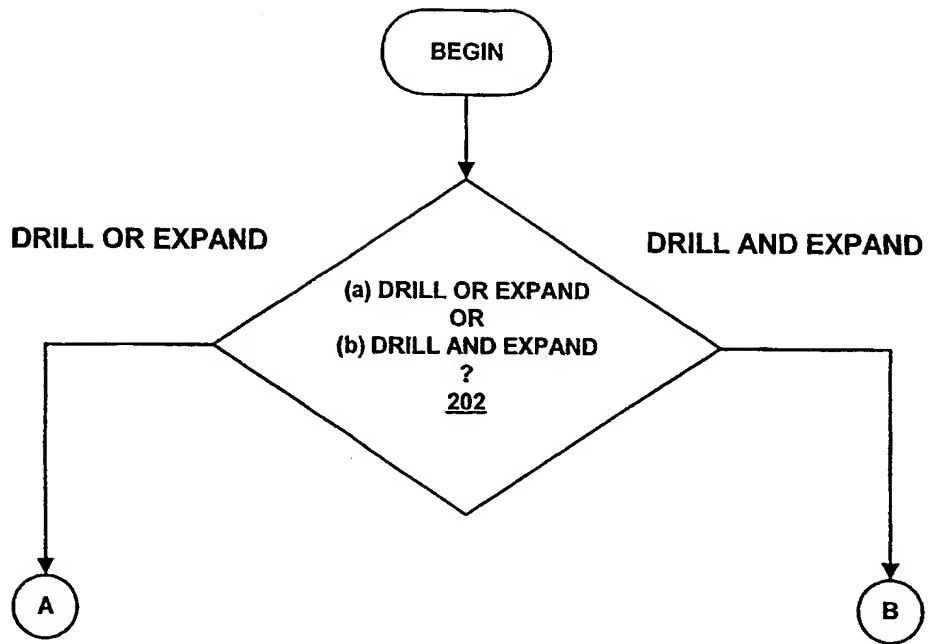 BEGIN
DRILL OR EXPAND
DRILL AND EXPAND
(a) DRILL OR EXPAND
OR
(b) DRILL AND EXPAND
?
202
A
B